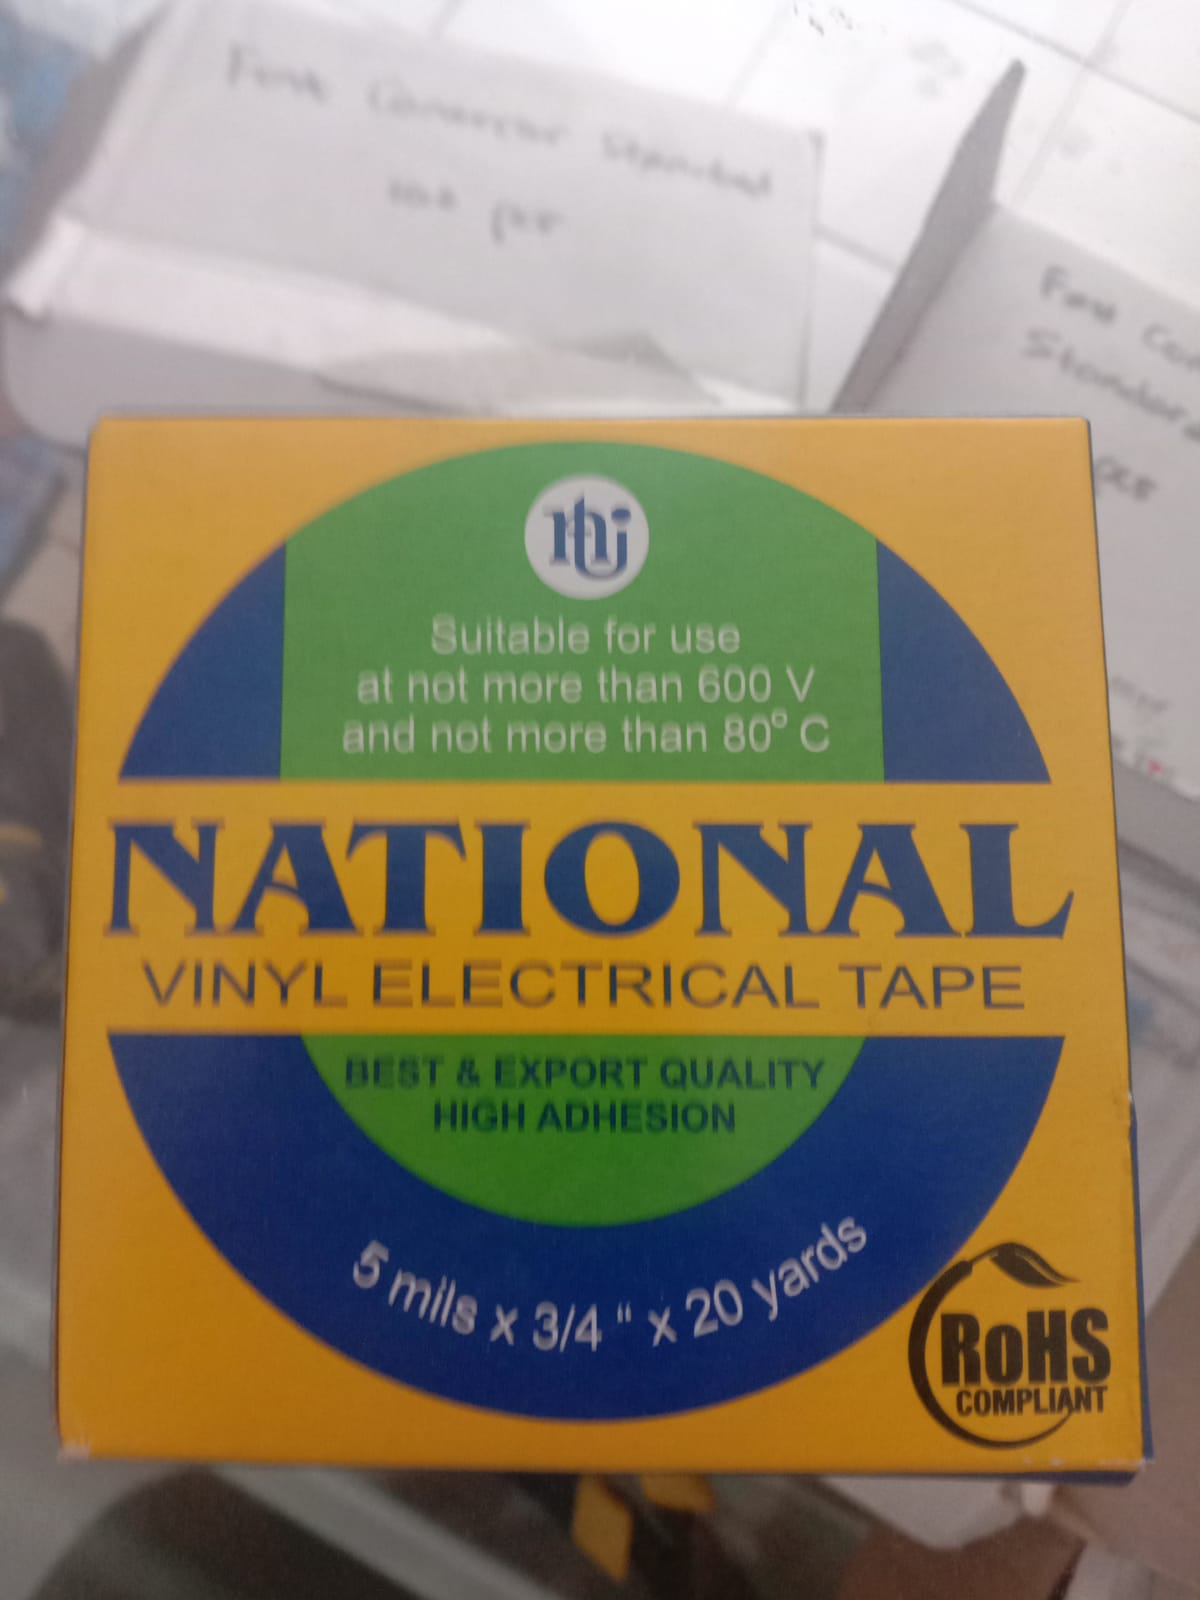 Standard
Suitable for use
at not more than 600 V
and not more than 80° C
NATIONAL
VINYL ELECTRICAL TAPE
BEST & EXPORT QUALITY
HIGH ADHESION
5 mils x 3/4 " x 20 yards
RoHS
COMPLIANT